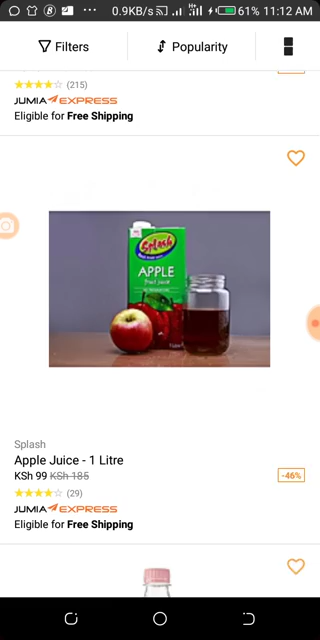 0.9KB/s 61% 11:12 AM
Filters
Popularity
(215)
JUMIA EXPRESS
Eligible for Free Shipping
Splash
APPLE
fruit juice
Splash
Apple Juice - 1 Litre
KSh 99 KSh 185
-46%
(29)
JUMIA EXPRESS
Eligible for Free Shipping